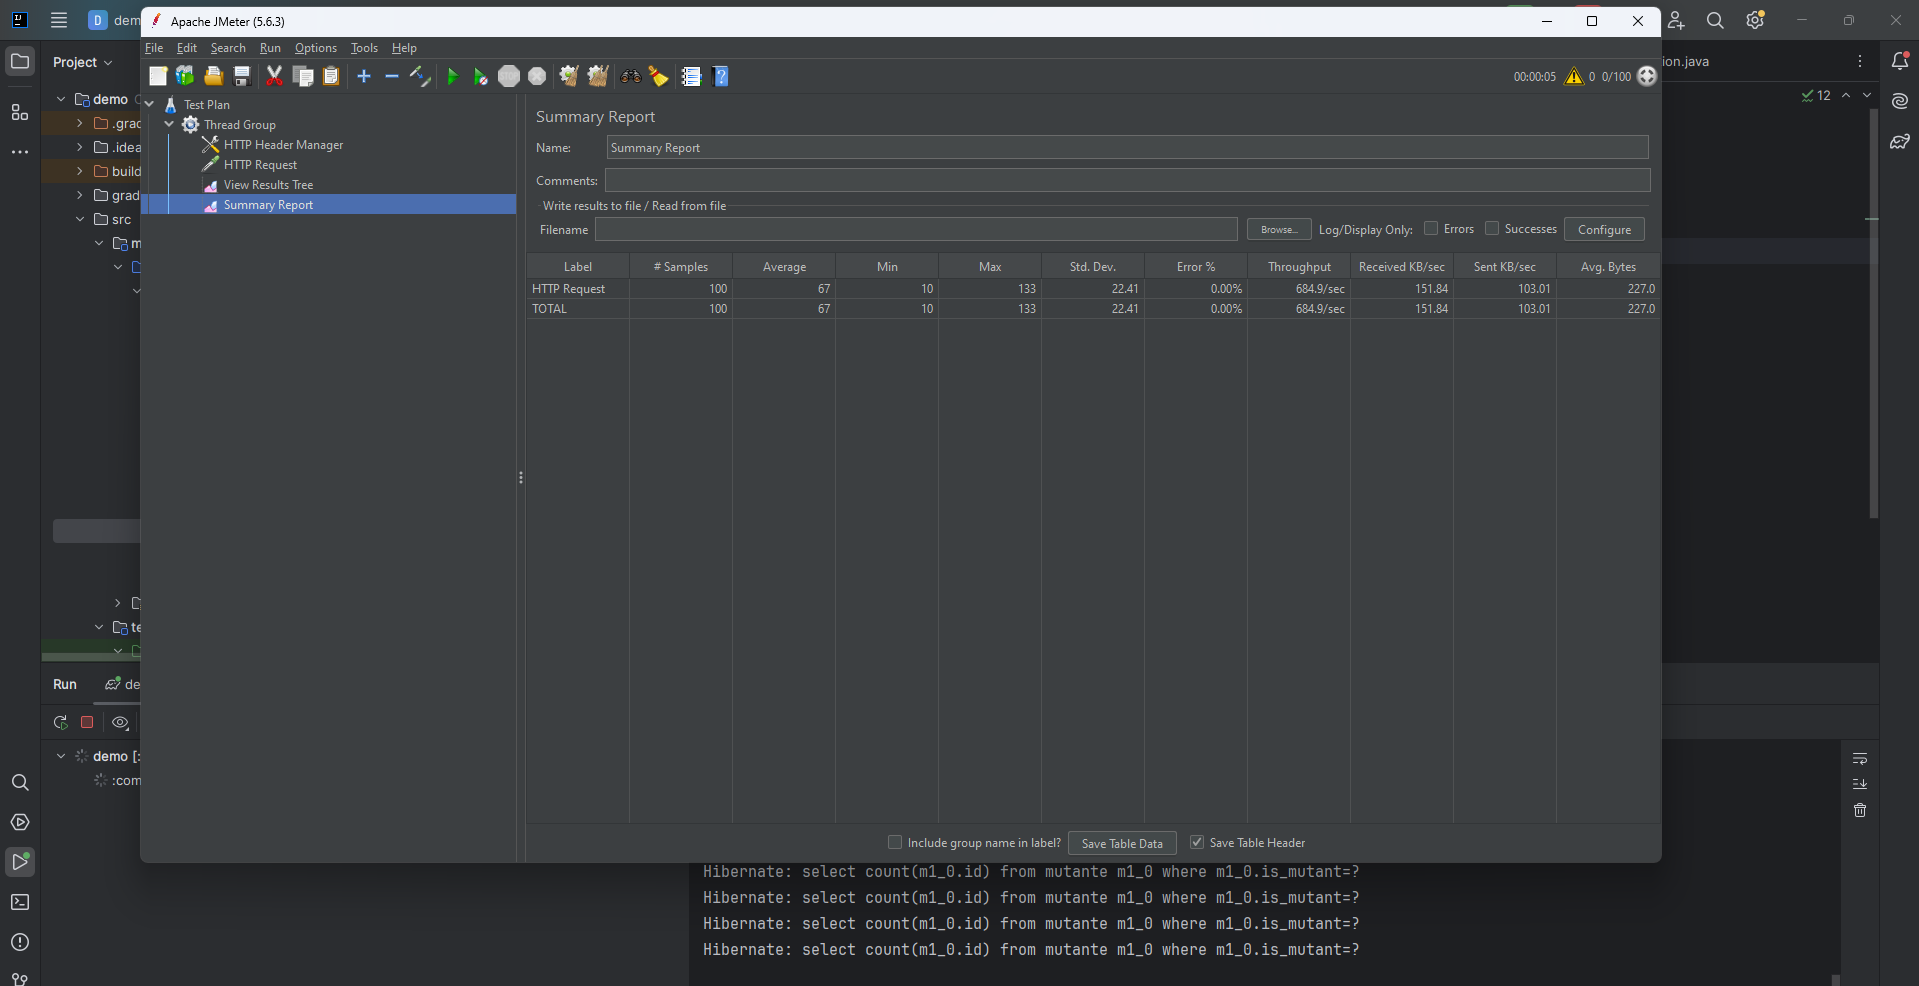 IJ
D dem
Apache JMeter (5.6.3)
File Edit Search Run Options Tools Help
STOP
00:00:05 0 0/100
Project
ion.java
12
demo
.grad
.idea
build
grad
src
m
te
Test Plan
Thread Group
HTTP Header Manager
HTTP Request
View Results Tree
Summary Report
Summary Report
Name: Summary Report
Comments:
Write results to file / Read from file
Filename Browse... Log/Display Only: Errors Successes Configure
Label # Samples Average Min Max Std. Dev. Error % Throughput Received KB/sec Sent KB/sec Avg. Bytes
HTTP Request 100 67 10 133 22.41 0.00% 684.9/sec 151.84 103.01 227.0
TOTAL 100 67 10 133 22.41 0.00% 684.9/sec 151.84 103.01 227.0
Include group name in label? Save Table Data Save Table Header
Run de
demo [:
:com
Hibernate: select count(m1_0.id) from mutante m1_0 where m1_0.is_mutant=?
Hibernate: select count(m1_0.id) from mutante m1_0 where m1_0.is_mutant=?
Hibernate: select count(m1_0.id) from mutante m1_0 where m1_0.is_mutant=?
Hibernate: select count(m1_0.id) from mutante m1_0 where m1_0.is_mutant=?